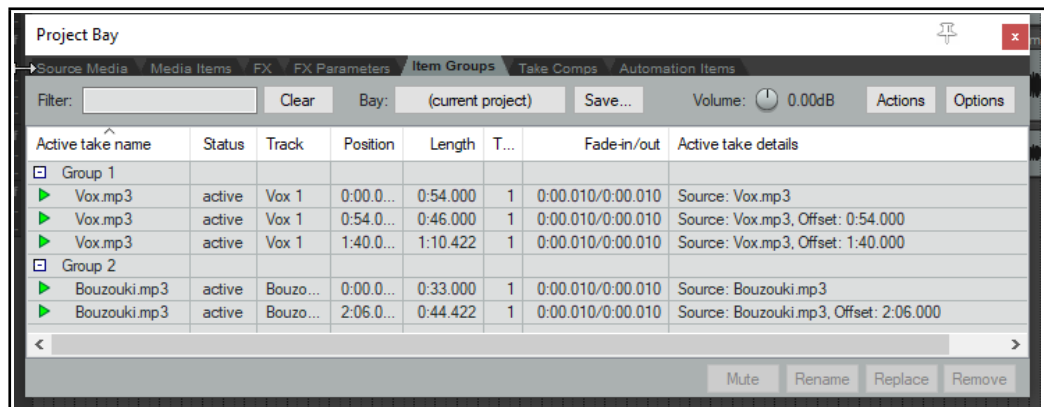 Project Bay x
Source Media Media Items FX FX Parameters Item Groups Take Comps Automation Items
Filter: Clear Bay: (current project) Save... Volume: 0.00dB Actions Options
Active take name Status Track Position Length T... Fade-in/out Active take details
Group 1
Vox.mp3 active Vox 1 0:00.0... 0:54.000 1 0:00.010/0:00.010 Source: Vox.mp3
Vox.mp3 active Vox 1 0:54.0... 0:46.000 1 0:00.010/0:00.010 Source: Vox.mp3, Offset: 0:54.000
Vox.mp3 active Vox 1 1:40.0... 1:10.422 1 0:00.010/0:00.010 Source: Vox.mp3, Offset: 1:40.000
Group 2
Bouzouki.mp3 active Bouzo... 0:00.0... 0:33.000 1 0:00.010/0:00.010 Source: Bouzouki.mp3
Bouzouki.mp3 active Bouzo... 2:06.0... 0:44.422 1 0:00.010/0:00.010 Source: Bouzouki.mp3, Offset: 2:06.000
Mute Rename Replace Remove